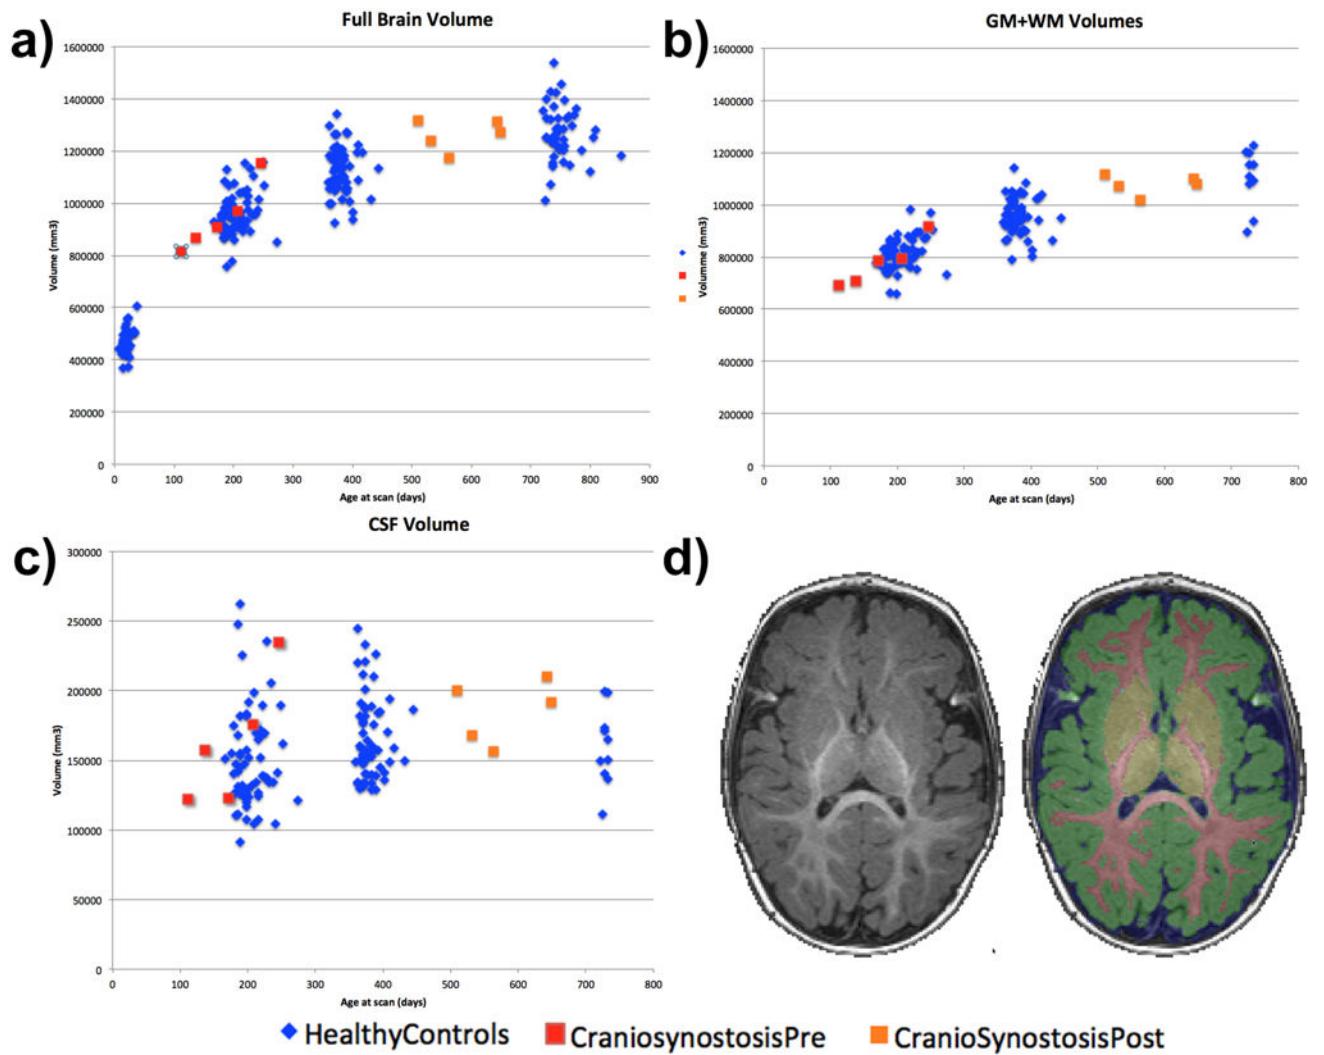 a)
Full Brain Volume
1600000
1400000
1200000
1000000
800000
600000
400000
200000
0
Volume (mm3)
0 100 200 300 400 500 600 700 800 900
Age at scan (days)
b)
GM+WM Volumes
1600000
1400000
1200000
1000000
800000
600000
400000
200000
0
Volumme (mm3)
0 100 200 300 400 500 600 700 800
Age at scan (days)
c)
CSF Volume
300000
250000
200000
150000
100000
50000
0
Volume (mm3)
0 100 200 300 400 500 600 700 800
Age at scan (days)
d)
HealthyControls CraniosynostosisPre CranioSynostosisPost